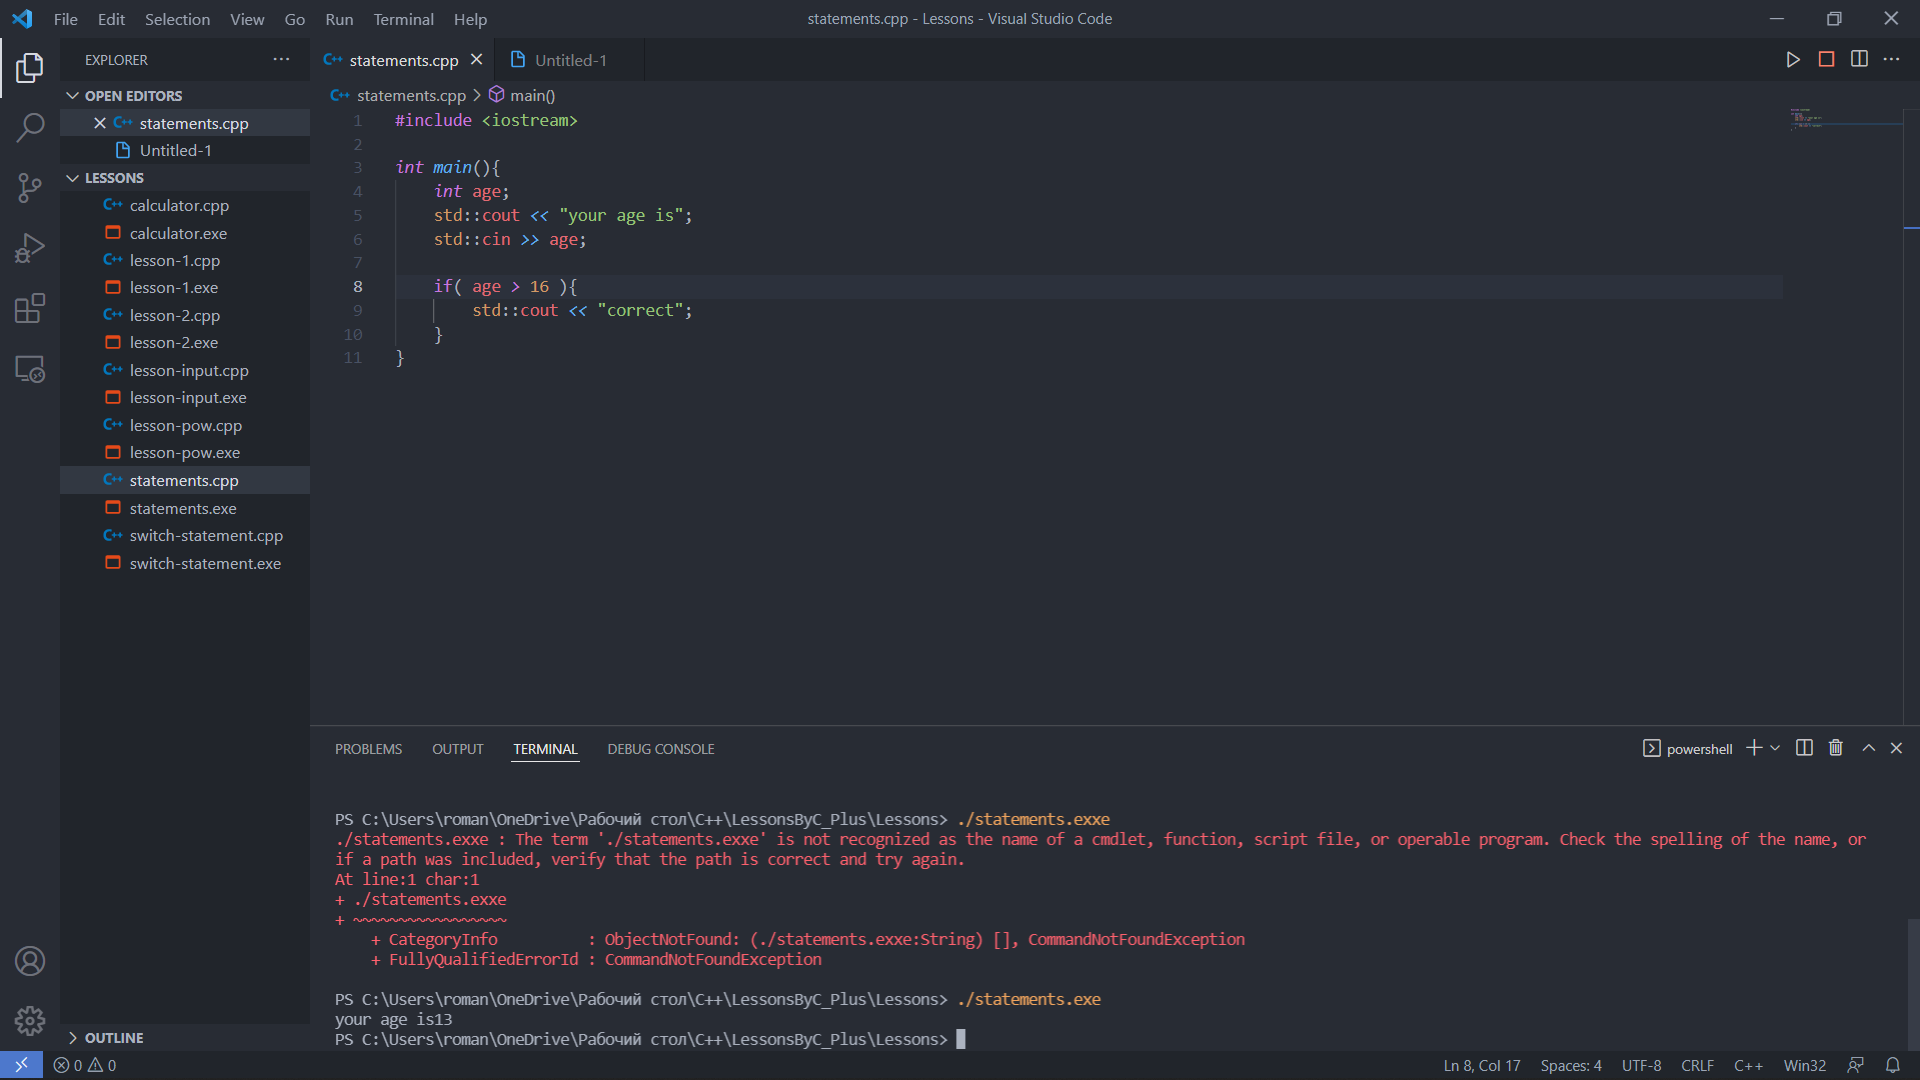 File Edit Selection View Go Run Terminal Help
statements.cpp - Lessons - Visual Studio Code
EXPLORER
OPEN EDITORS
statements.cpp
Untitled-1
LESSONS
calculator.cpp
calculator.exe
lesson-1.cpp
lesson-1.exe
lesson-2.cpp
lesson-2.exe
lesson-input.cpp
lesson-input.exe
lesson-pow.cpp
lesson-pow.exe
statements.cpp
statements.exe
switch-statement.cpp
switch-statement.exe
OUTLINE
statements.cpp Untitled-1
statements.cpp > main()
1 #include <iostream>
2
3 int main(){
4 int age;
5 std::cout << "your age is";
6 std::cin >> age;
7
8 if( age > 16 ){
9 std::cout << "correct";
10 }
11 }
PROBLEMS OUTPUT TERMINAL DEBUG CONSOLE
powershell
PS C:\Users\roman\OneDrive\Рабочий стол\C++\LessonsByC_Plus\Lessons> ./statements.exxe
./statements.exxe : The term './statements.exxe' is not recognized as the name of a cmdlet, function, script file, or operable program. Check the spelling of the name, or
if a path was included, verify that the path is correct and try again.
At line:1 char:1
+ ./statements.exxe
+ ~~~~~~~~~~~~~~~~~
+ CategoryInfo : ObjectNotFound: (./statements.exxe:String) [], CommandNotFoundException
+ FullyQualifiedErrorId : CommandNotFoundException
PS C:\Users\roman\OneDrive\Рабочий стол\C++\LessonsByC_Plus\Lessons> ./statements.exe
your age is13
PS C:\Users\roman\OneDrive\Рабочий стол\C++\LessonsByC_Plus\Lessons>
0 0
Ln 8, Col 17 Spaces: 4 UTF-8 CRLF C++ Win32